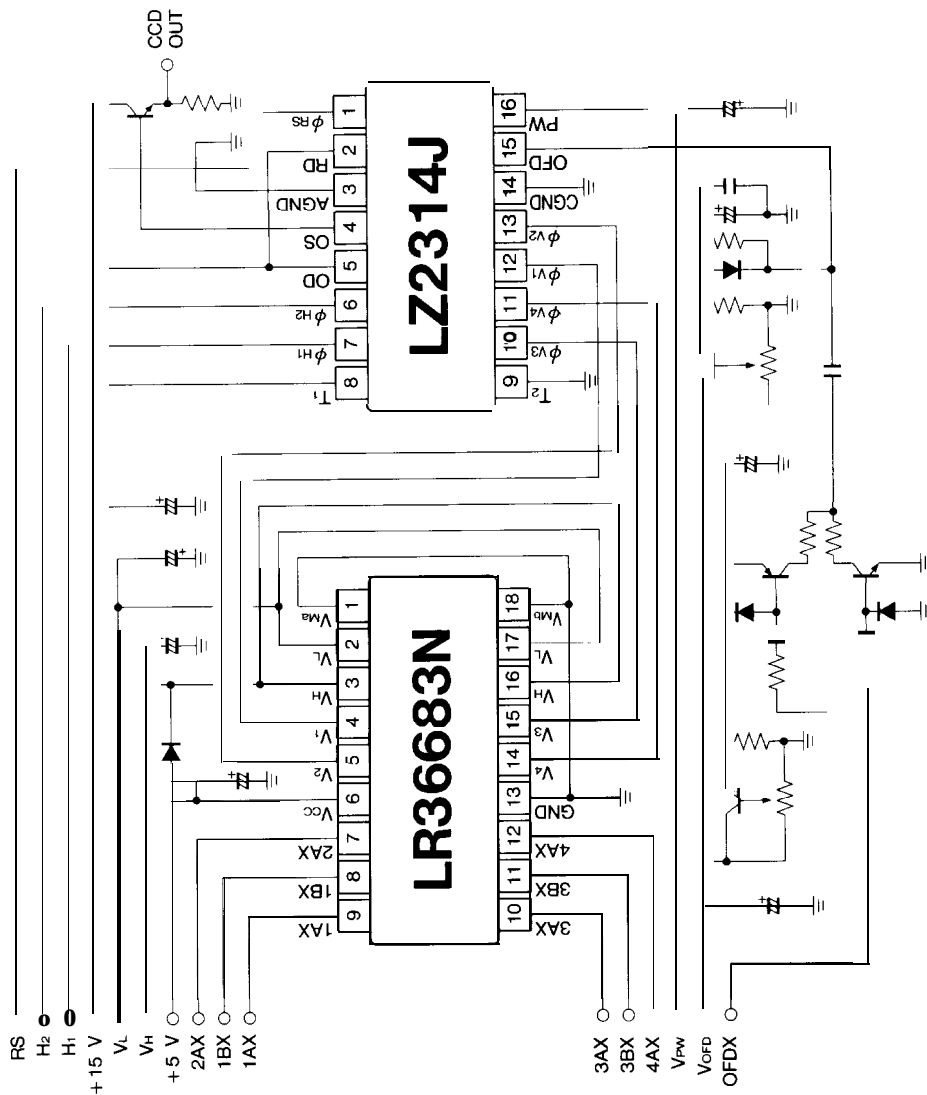 CCD
OUT
LZ2314J
1
2
3
4
5
6
7
8
16
15
14
13
12
11
10
9
φRS
RD
AGND
OS
OD
φH2
φH1
T1
PW
OFD
CGND
φV2
φV1
φV4
φV3
T2
LR36683N
1
2
3
4
5
6
7
8
9
18
17
16
15
14
13
12
11
10
VMa
VL
VH
V1
V2
VCC
2AX
1BX
1AX
VMb
VL
VH
V3
V4
GND
4AX
3BX
3AX
+
+
+
+
+
+
+
RS
H2
H1
+15 V
VL
VH
+5 V
2AX
1BX
1AX
3AX
3BX
4AX
VPW
VOFD
OFDX